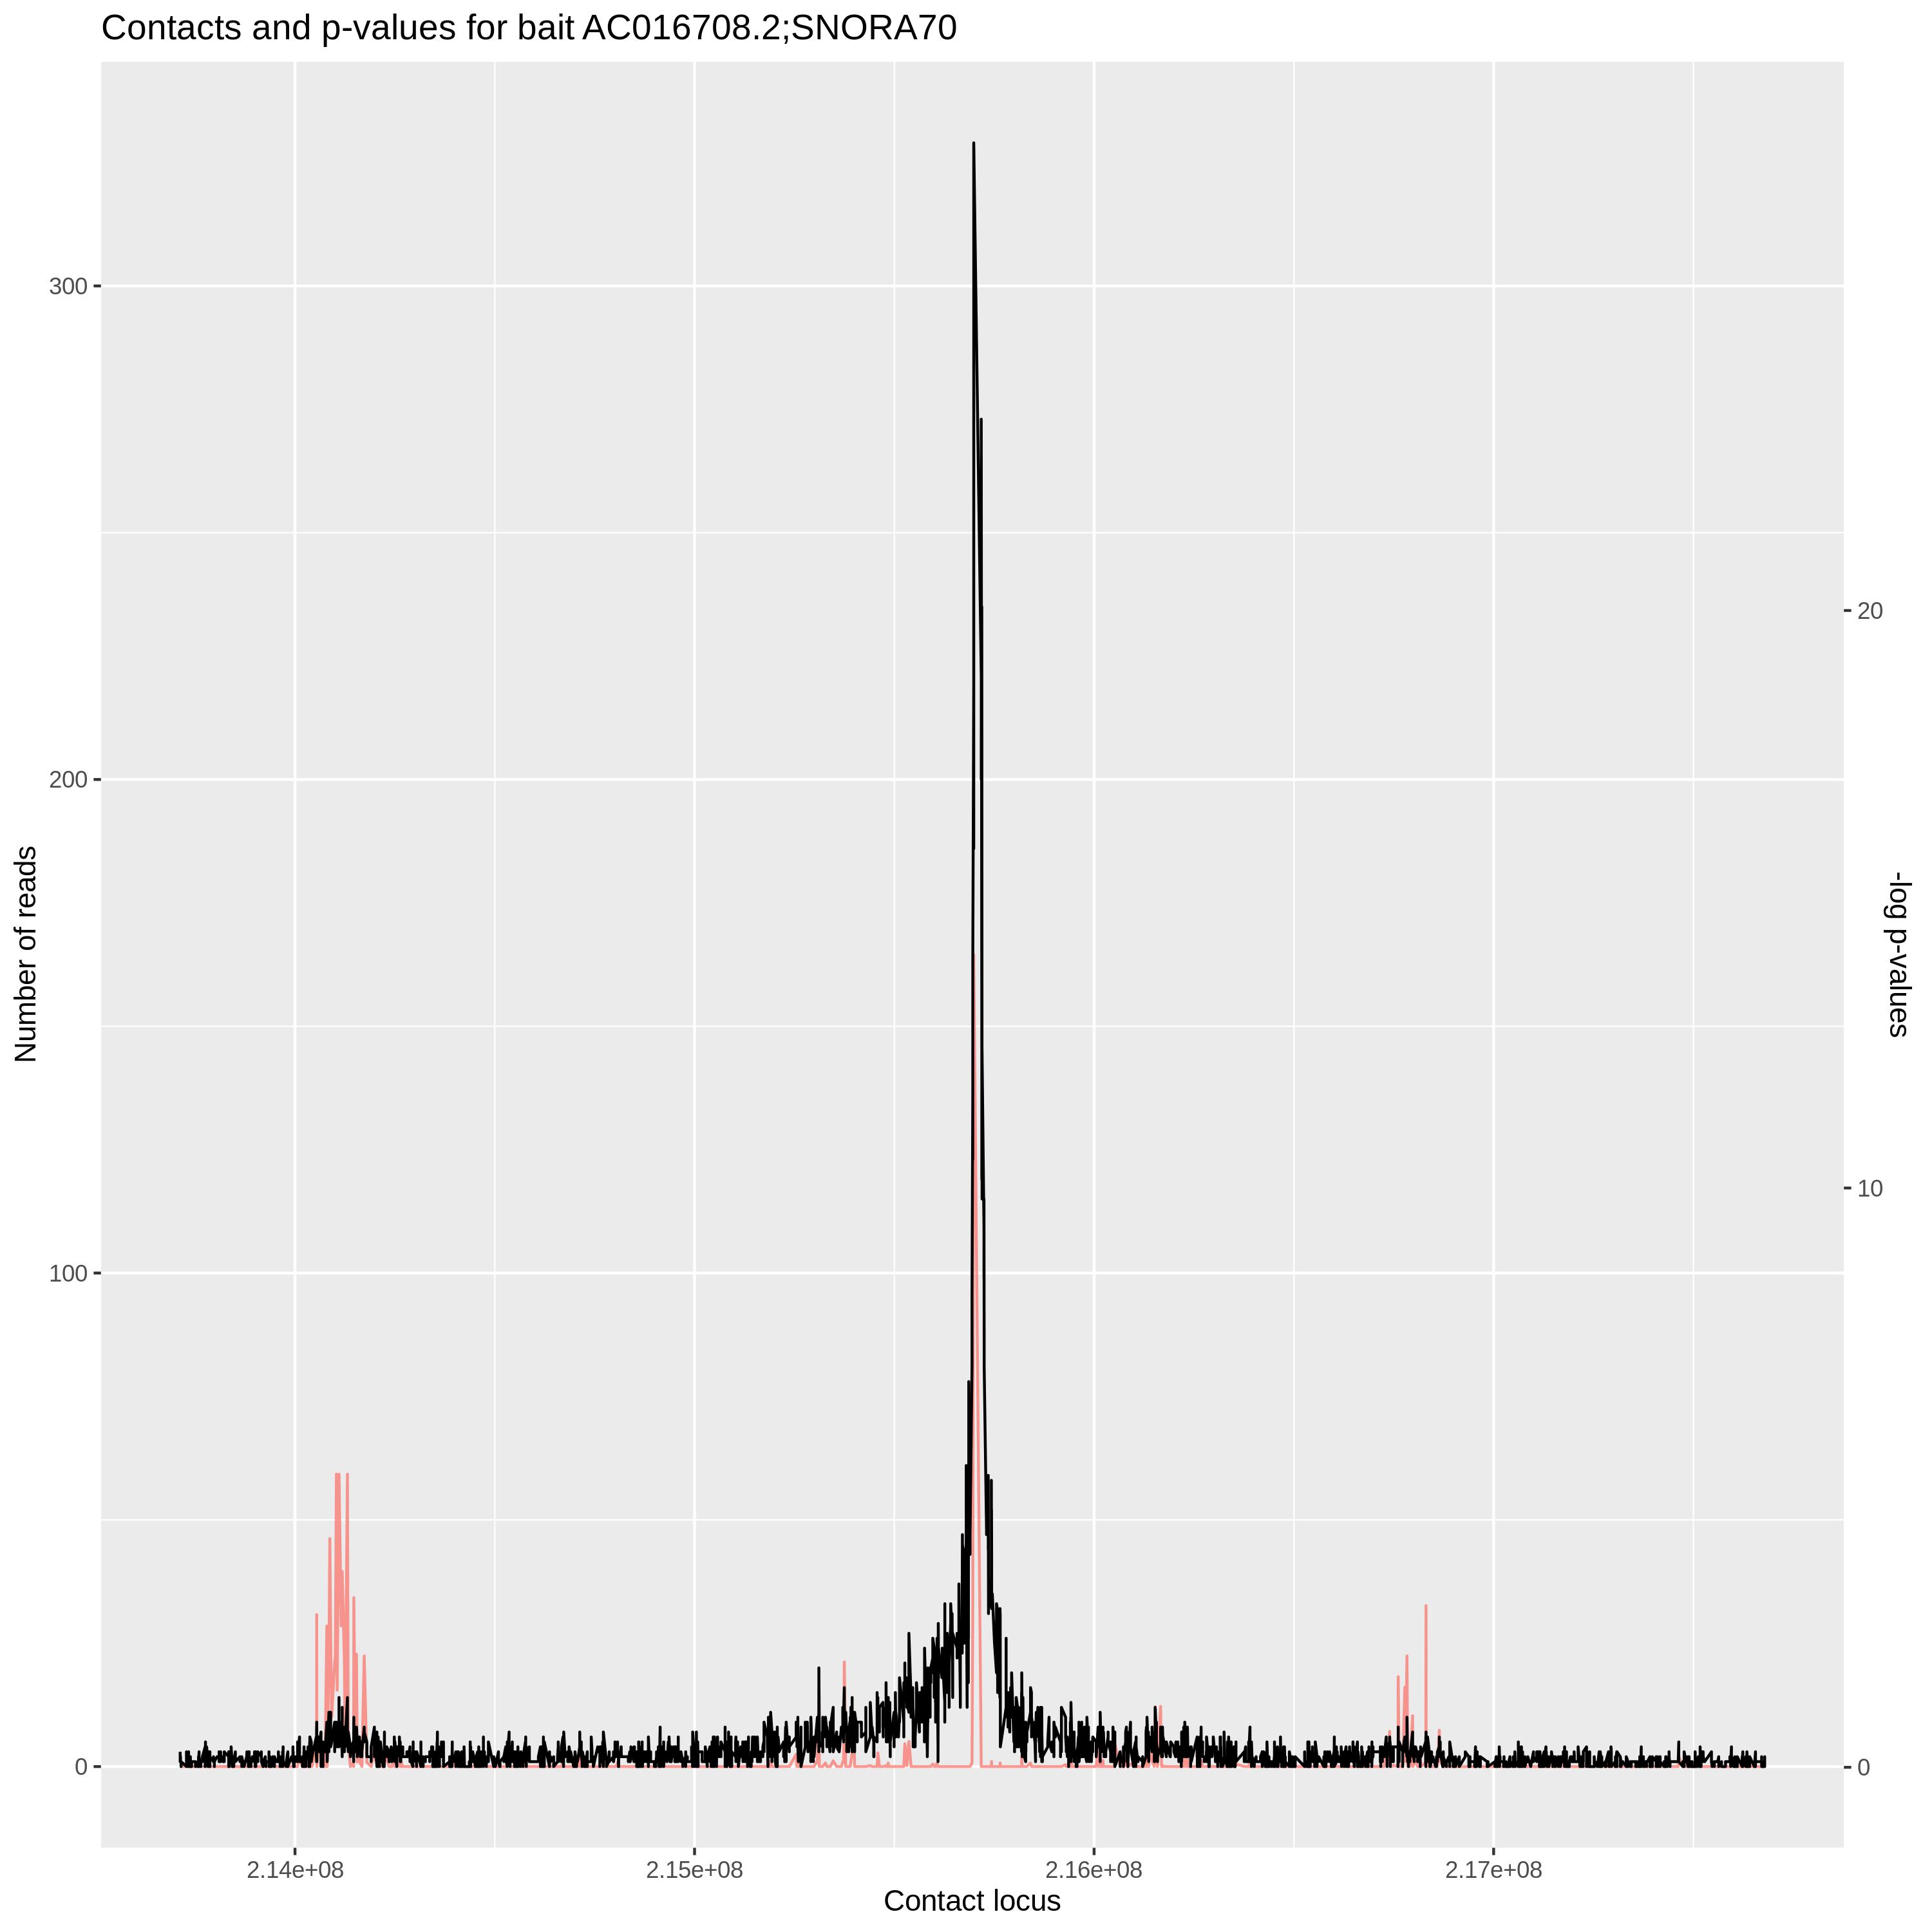 Contacts and p-values for bait AC016708.2;SNORA70
300
200
100
0
Number of reads
20
10
0
-log p-values
2.14e+08 2.15e+08 2.16e+08 2.17e+08
Contact locus